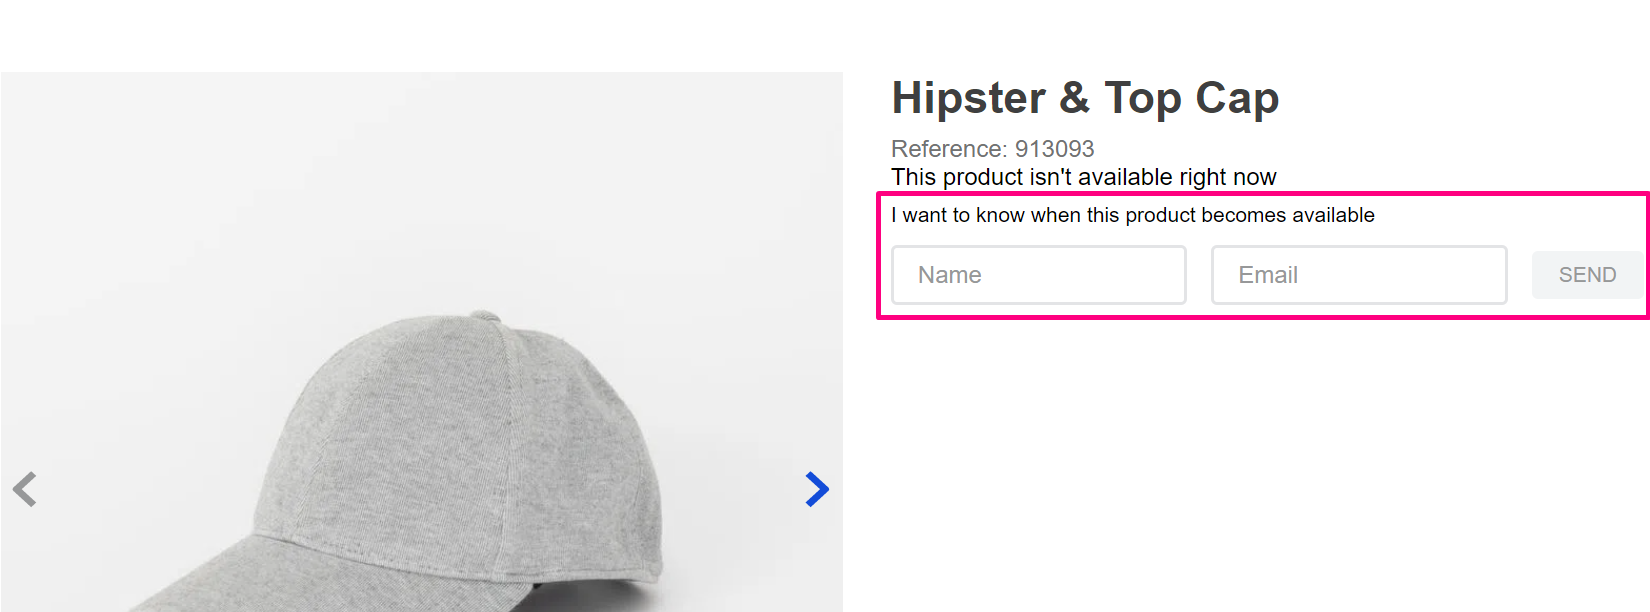 Hipster & Top Cap
Reference: 913093
This product isn't available right now
I want to know when this product becomes available
Name
Email
SEND